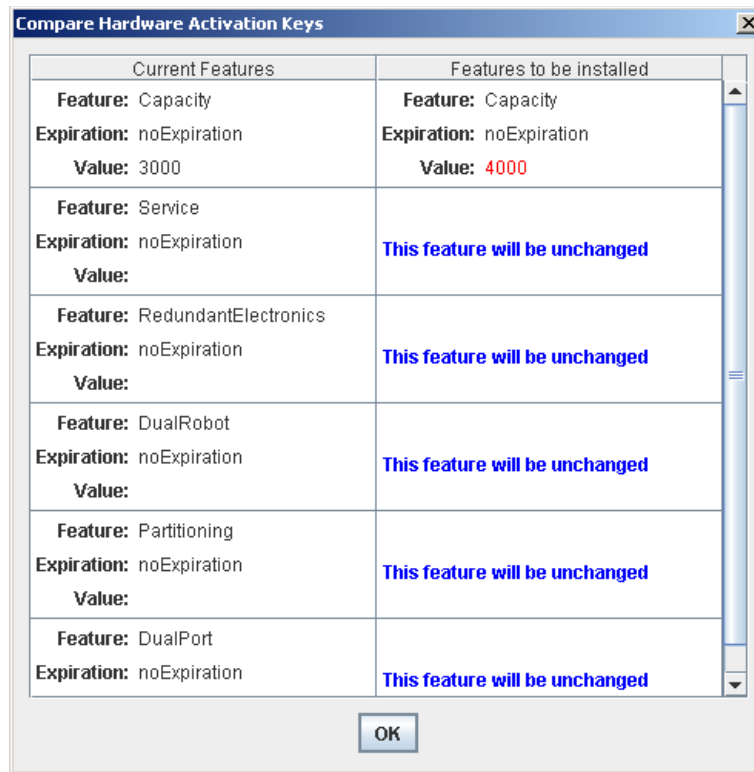 Compare Hardware Activation Keys
Current Features
Features to be installed
Feature: Capacity
Expiration: noExpiration
Value: 3000
Feature: Capacity
Expiration: noExpiration
Value: 4000
Feature: Service
Expiration: noExpiration
Value:
This feature will be unchanged
Feature: RedundantElectronics
Expiration: noExpiration
Value:
This feature will be unchanged
Feature: DualRobot
Expiration: noExpiration
Value:
This feature will be unchanged
Feature: Partitioning
Expiration: noExpiration
Value:
This feature will be unchanged
Feature: DualPort
Expiration: noExpiration
This feature will be unchanged
OK